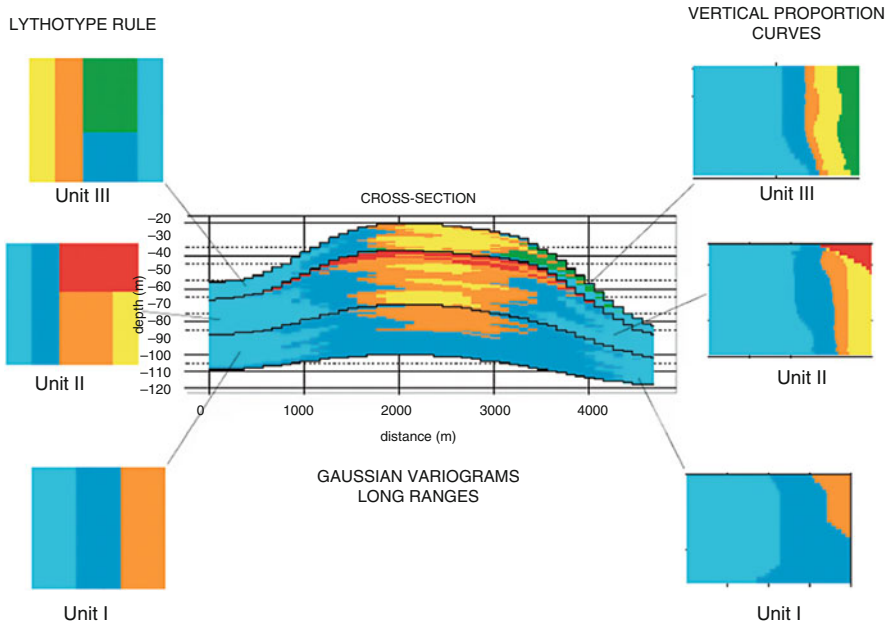 LYTHOTYPE RULE
VERTICAL PROPORTION
CURVES
Unit III
CROSS-SECTION
Unit III
−20
−30
−40
−50
−60
−70
−80
−90
−100
−110
−120
depth (m)
Unit II
Unit II
0
1000
2000
3000
4000
distance (m)
GAUSSIAN VARIOGRAMS
LONG RANGES
Unit I
Unit I